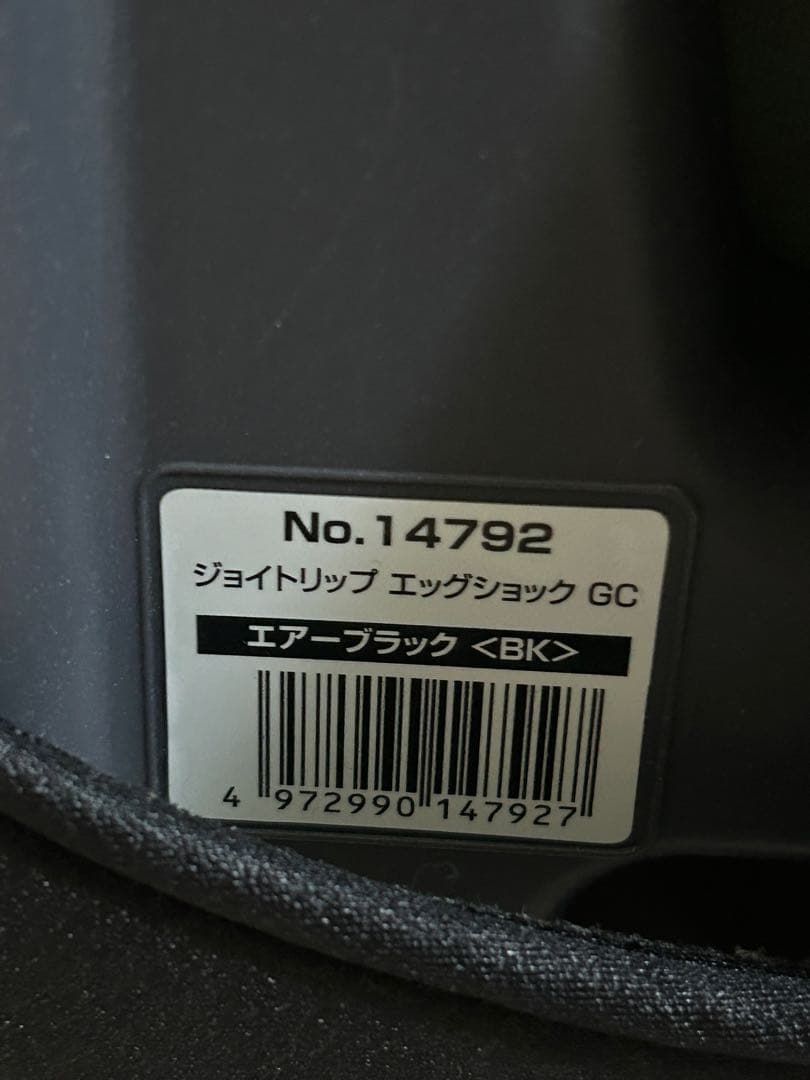 No.14792
ジョイトリップ エッグショック GC
エアーブラック <BK>
4 972990 147927